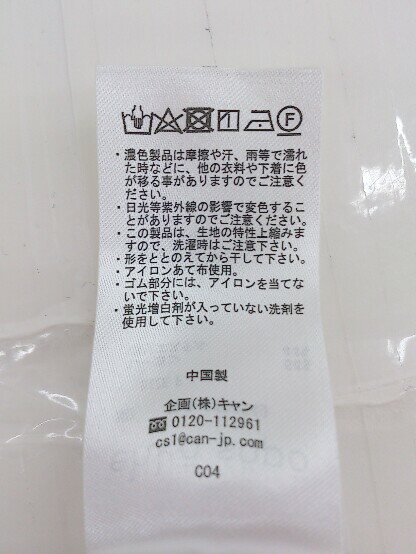 ・濃色製品は摩擦や汗、雨等で濡れ
た時などに、他の衣料や下着に色
が移る事がありますのでご注意く
ださい。
・日光等紫外線の影響で変色するこ
とがありますのでご注意ください。
・この製品は、生地の特性上縮みま
すので、洗濯時はご注意下さい。
・形をととのえてから干して下さい。
・アイロンあて布使用。
・ゴム部分には、アイロンを当てな
いで下さい。
・蛍光増白剤が入っていない洗剤を
使用して下さい。
中国製
企画(株)キャン
0120-112961
cs1@can-jp.com
C04